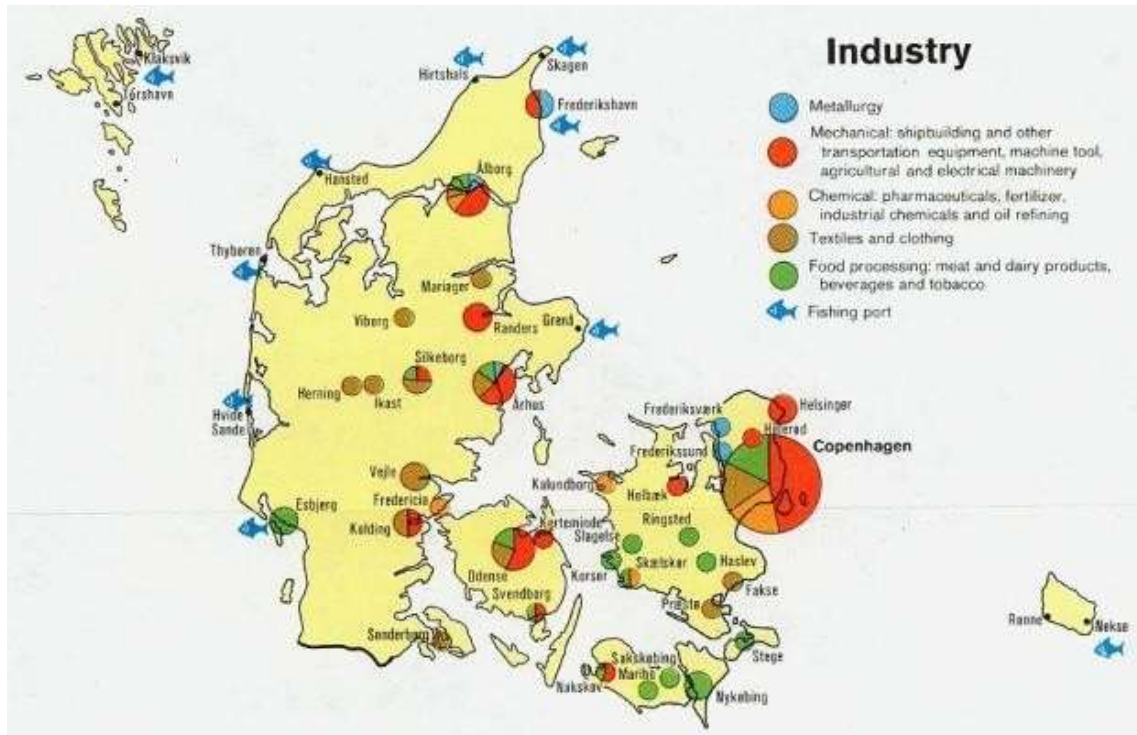 Industry
Metallurgy
Mechanical: shipbuilding and other
transportation equipment, machine tool,
agricultural and electrical machinery
Chemical: pharmaceuticals, fertilizer,
industrial chemicals and oil refining
Textiles and clothing
Food processing: meat and dairy products,
beverages and tobacco
Fishing port
Klaksvik
Tórshavn
Hirtshals
Skagen
Frederikshavn
Hansted
Ålborg
Thyborøn
Mariager
Viborg
Randers
Grenå
Silkeborg
Herning
Ikast
Århus
Hvide
Sande
Frederiksværk
Helsingør
Hillerød
Copenhagen
Frederikssund
Vejle
Kalundborg
Holbæk
Fredericia
Esbjerg
Kolding
Kerteminde
Ringsted
Slagelse
Odense
Korsør
Skælskør
Haslev
Svendborg
Fakse
Præstø
Sønderborg
Rønne
Neksø
Stege
Sakskøbing
Maribo
Nakskov
Nykøbing